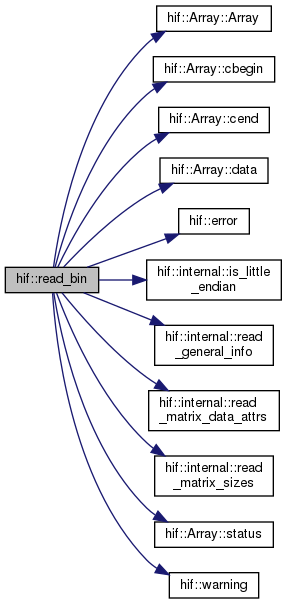 hif::Array::Array
hif::Array::cbegin
hif::Array::cend
hif::Array::data
hif::error
hif::read_bin
hif::internal::is_little
_endian
hif::internal::read
_general_info
hif::internal::read
_matrix_data_attrs
hif::internal::read
_matrix_sizes
hif::Array::status
hif::warning